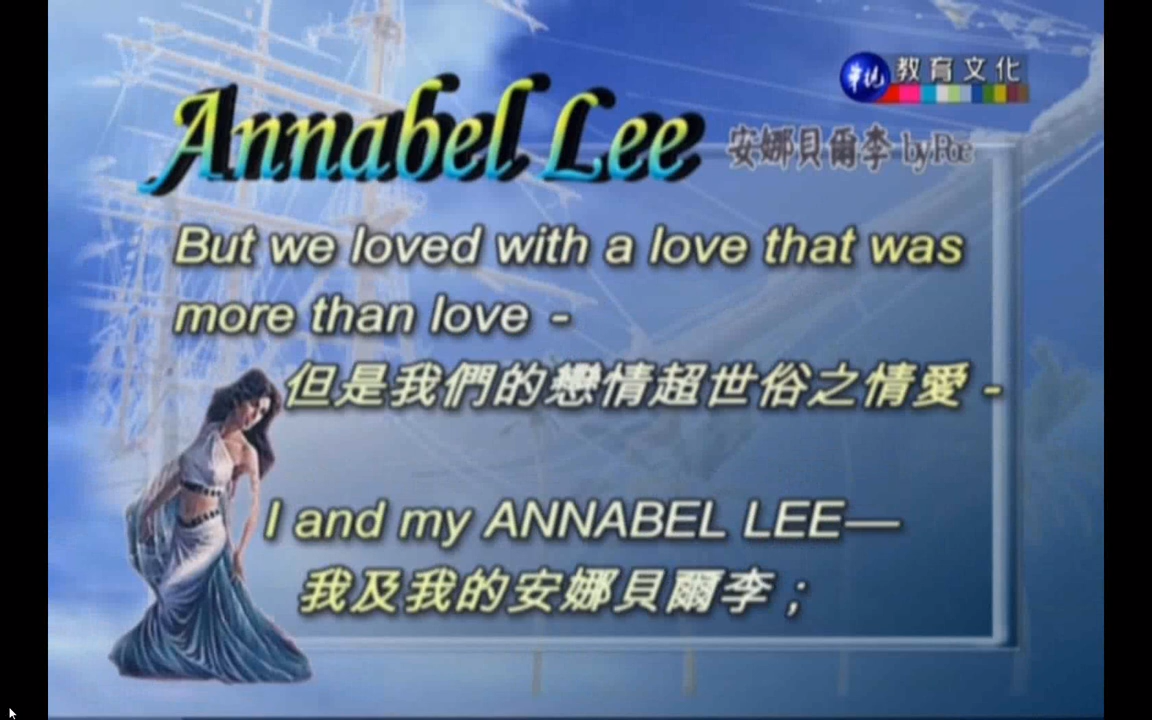 華視 教育文化
Annabel Lee 安娜貝爾李 by Poe
But we loved with a love that was
more than love -
但是我們的戀情超世俗之情愛 -
I and my ANNABEL LEE—
我及我的安娜貝爾李；